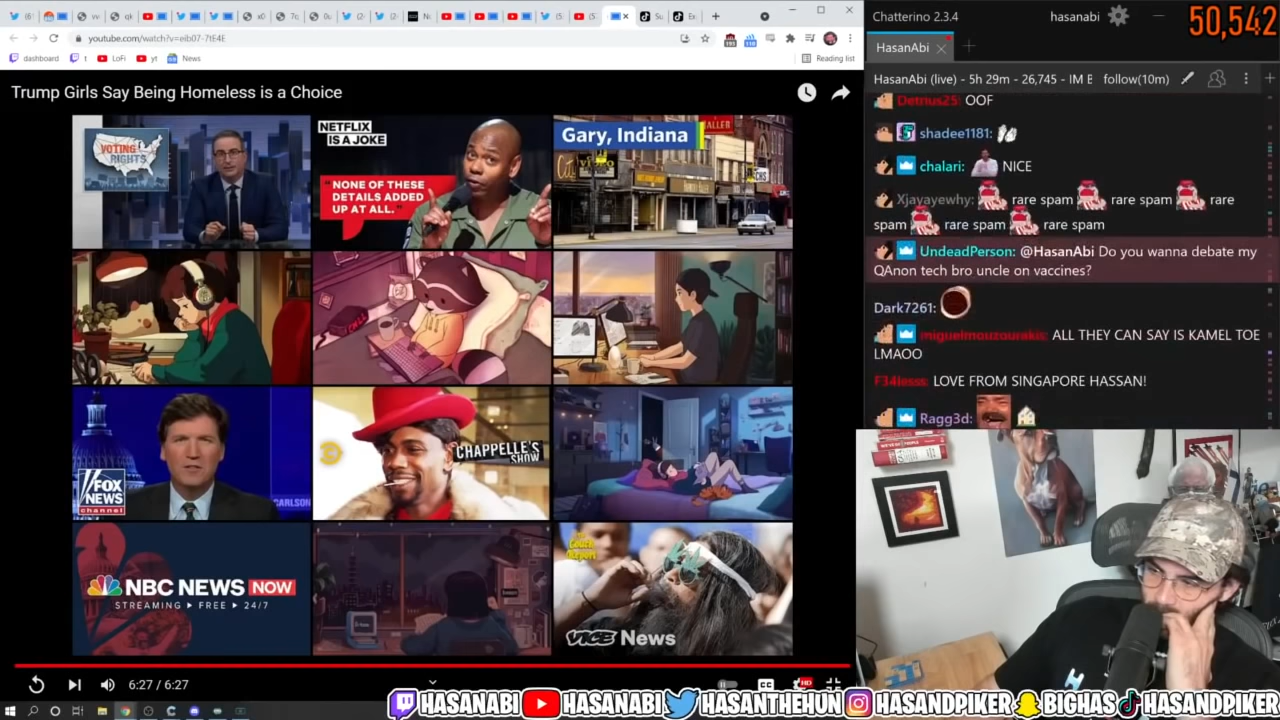 youtube.com/watch?v=eib07-7tE4E
dashboard
t
LoFi
yt
News
Reading list
Trump Girls Say Being Homeless is a Choice
VOTING
RIGHTS
NETFLIX
IS A JOKE
"NONE OF THESE
DETAILS ADDED
UP AT ALL."
Gary, Indiana
FOX
NEWS
channel
CARLSON
CHAPPELLE'S
SHOW
NBC NEWS NOW
STREAMING ▸ FREE ▸ 24/7
VICE News
6:27 / 6:27
CC
HD
Chatterino 2.3.4
hasanabi
50,542
HasanAbi
HasanAbi (live) - 5h 29m - 26,745 - IM B
follow(10m)
Detrius25: OOF
shadee1181:
chalari: NICE
Xjayayewhy: rare spam rare spam rare
spam rare spam rare spam
UndeadPerson: @HasanAbi Do you wanna debate my
QAnon tech bro uncle on vaccines?
Dark7261:
miguelmouzourakis: ALL THEY CAN SAY IS KAMEL TOE
LMAOO
F34lesss: LOVE FROM SINGAPORE HASSAN!
Ragg3d:
HASANABI HASANABI HASANTHEHUN HASANDPIKER BIGHAS HASANDPIKER